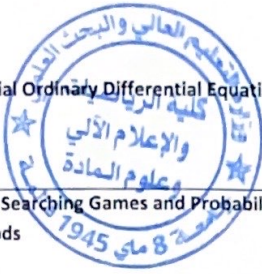 ial Ordinary Differential Equati
وزارة التعليم العالي والبحث العلمي
كلية الرياضيات
والإعلام الآلي
وعلوم المادة
جامعة 8 ماي 1945
Searching Games and Probabil
ds